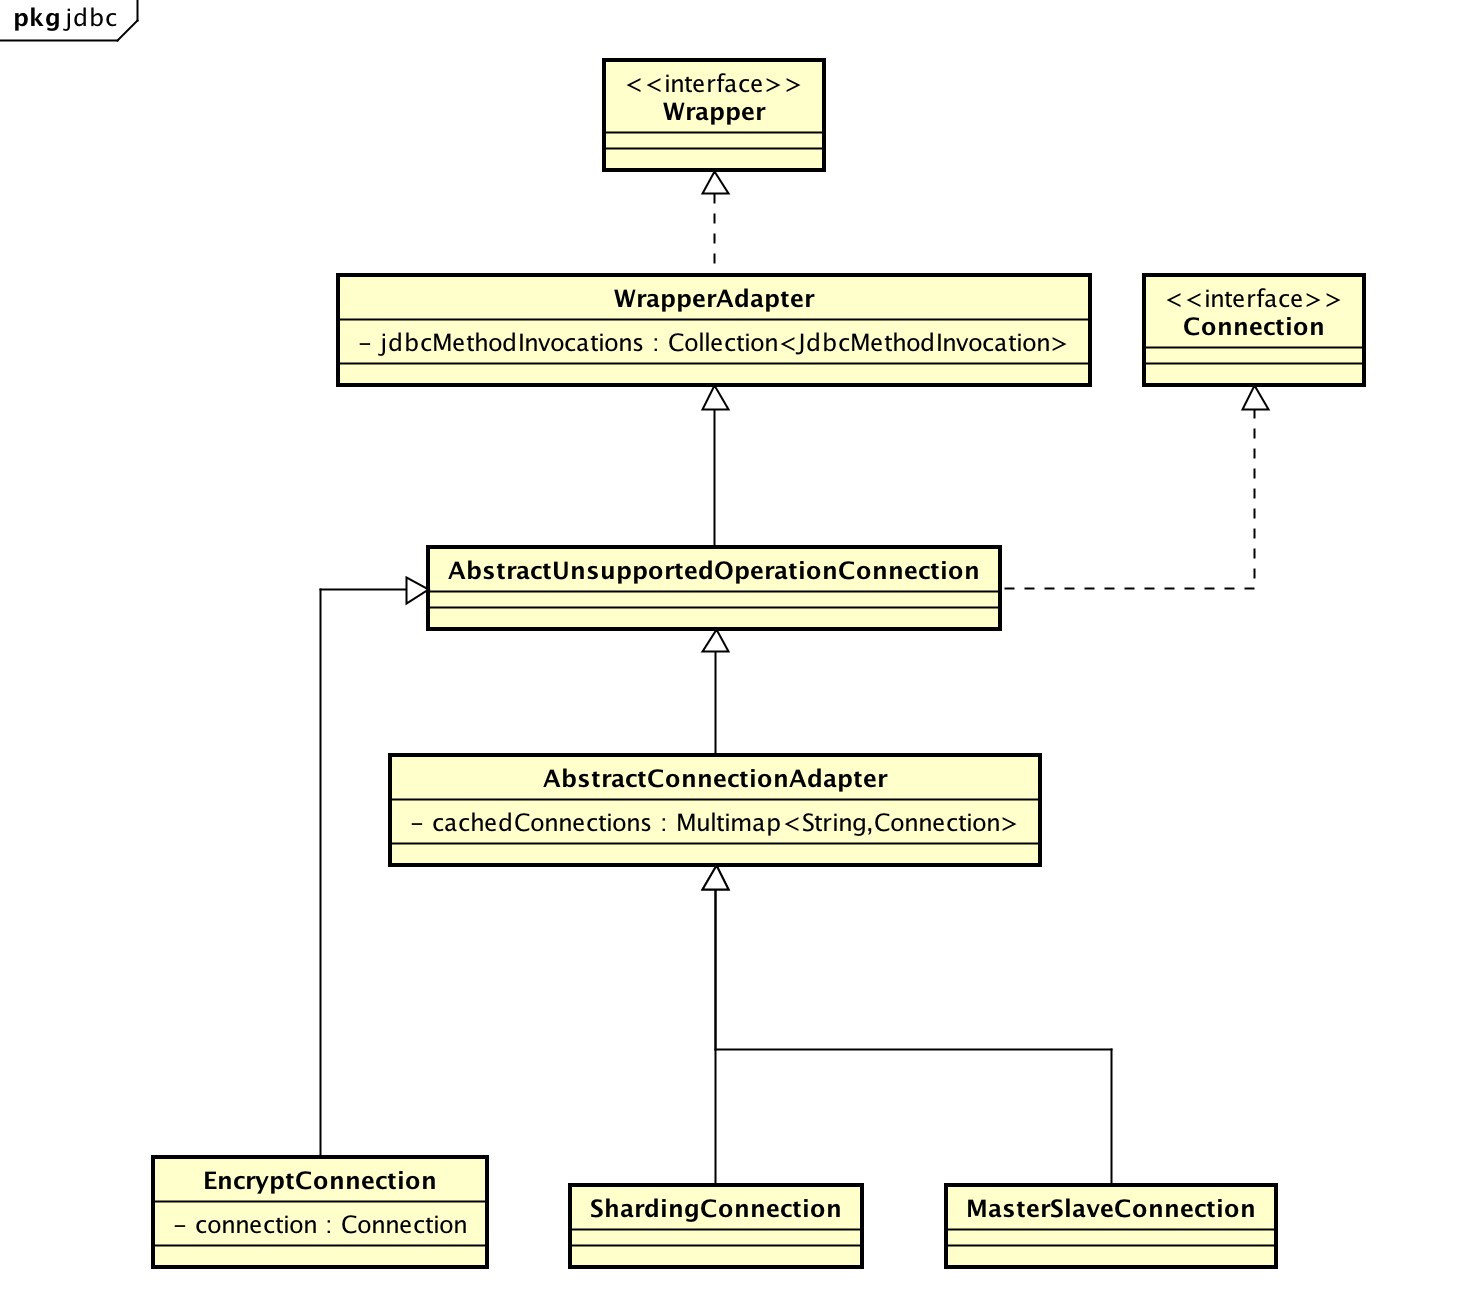 pkg jdbc
<<interface>>
Wrapper
WrapperAdapter
<<interface>>
Connection
- jdbcMethodInvocations : Collection<JdbcMethodInvocation>
AbstractUnsupportedOperationConnection
AbstractConnectionAdapter
- cachedConnections : Multimap<String,Connection>
EncryptConnection
- connection : Connection
ShardingConnection
MasterSlaveConnection